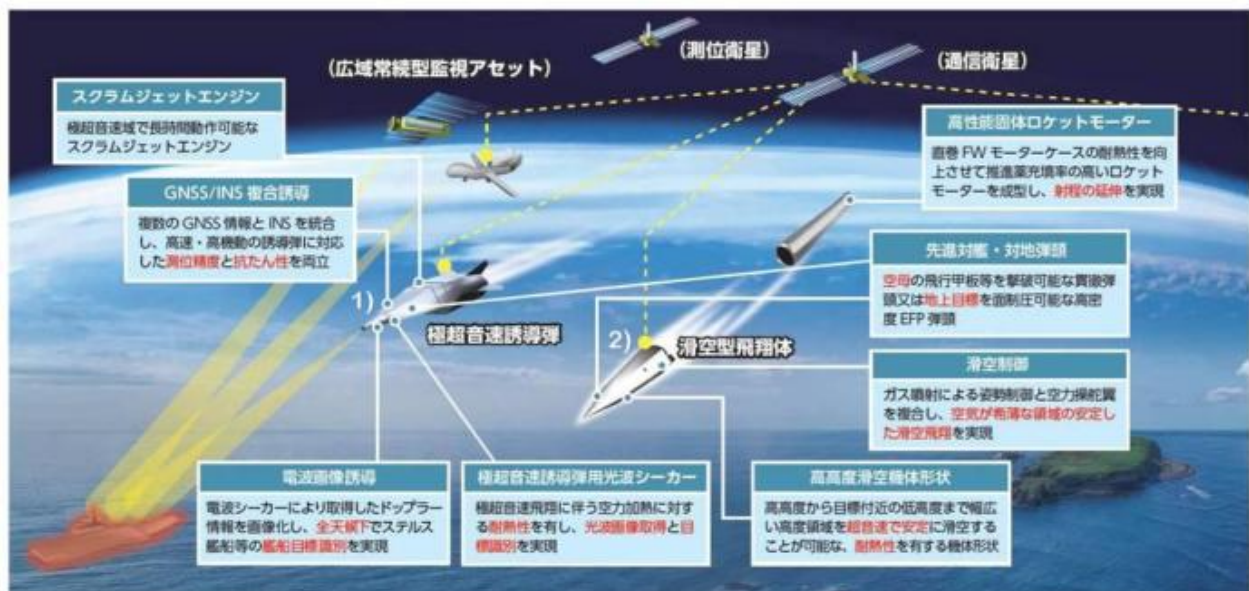 (測位衛星)
(広域常続型監視アセット)
(通信衛星)
スクラムジェットエンジン
極超音速域で長時間動作可能な
スクラムジェットエンジン
GNSS/INS 複合誘導
複数の GNSS 情報と INS を統合
し、高速・高機動の誘導弾に対応
した測位精度と抗たん性を両立
高性能固体ロケットモーター
直巻 FW モーターケースの耐熱性を向
上させて推進薬充填率の高いロケット
モーターを成型し、射程の延伸を実現
先進対艦・対地弾頭
空母の飛行甲板等を撃破可能な貫徹弾
頭又は地上目標を面制圧可能な高密
度 EFP 弾頭
1)
極超音速誘導弾
2)
滑空型飛翔体
滑空制御
ガス噴射による姿勢制御と空力操舵翼
を複合し、空気が希薄な領域の安定し
た滑空飛翔を実現
電波画像誘導
電波シーカーにより取得したドップラー
情報を画像化し、全天候下でステルス
艦船等の艦船目標識別を実現
極超音速誘導弾用光波シーカー
極超音速飛翔に伴う空力加熱に対す
る耐熱性を有し、光波画像取得と目
標識別を実現
高高度滑空機体形状
高高度から目標付近の低高度まで幅広
い高度領域を超音速で安定に滑空する
ことが可能な、耐熱性を有する機体形状